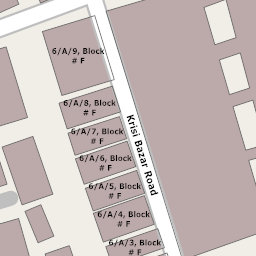 6/A/9, Block
# F
6/A/8, Block
# F
6/A/7, Block
# F
6/A/6, Block
# F
6/A/5, Block
# F
6/A/4, Block
# F
6/A/3, Block
# F
Krisi Bazar Road